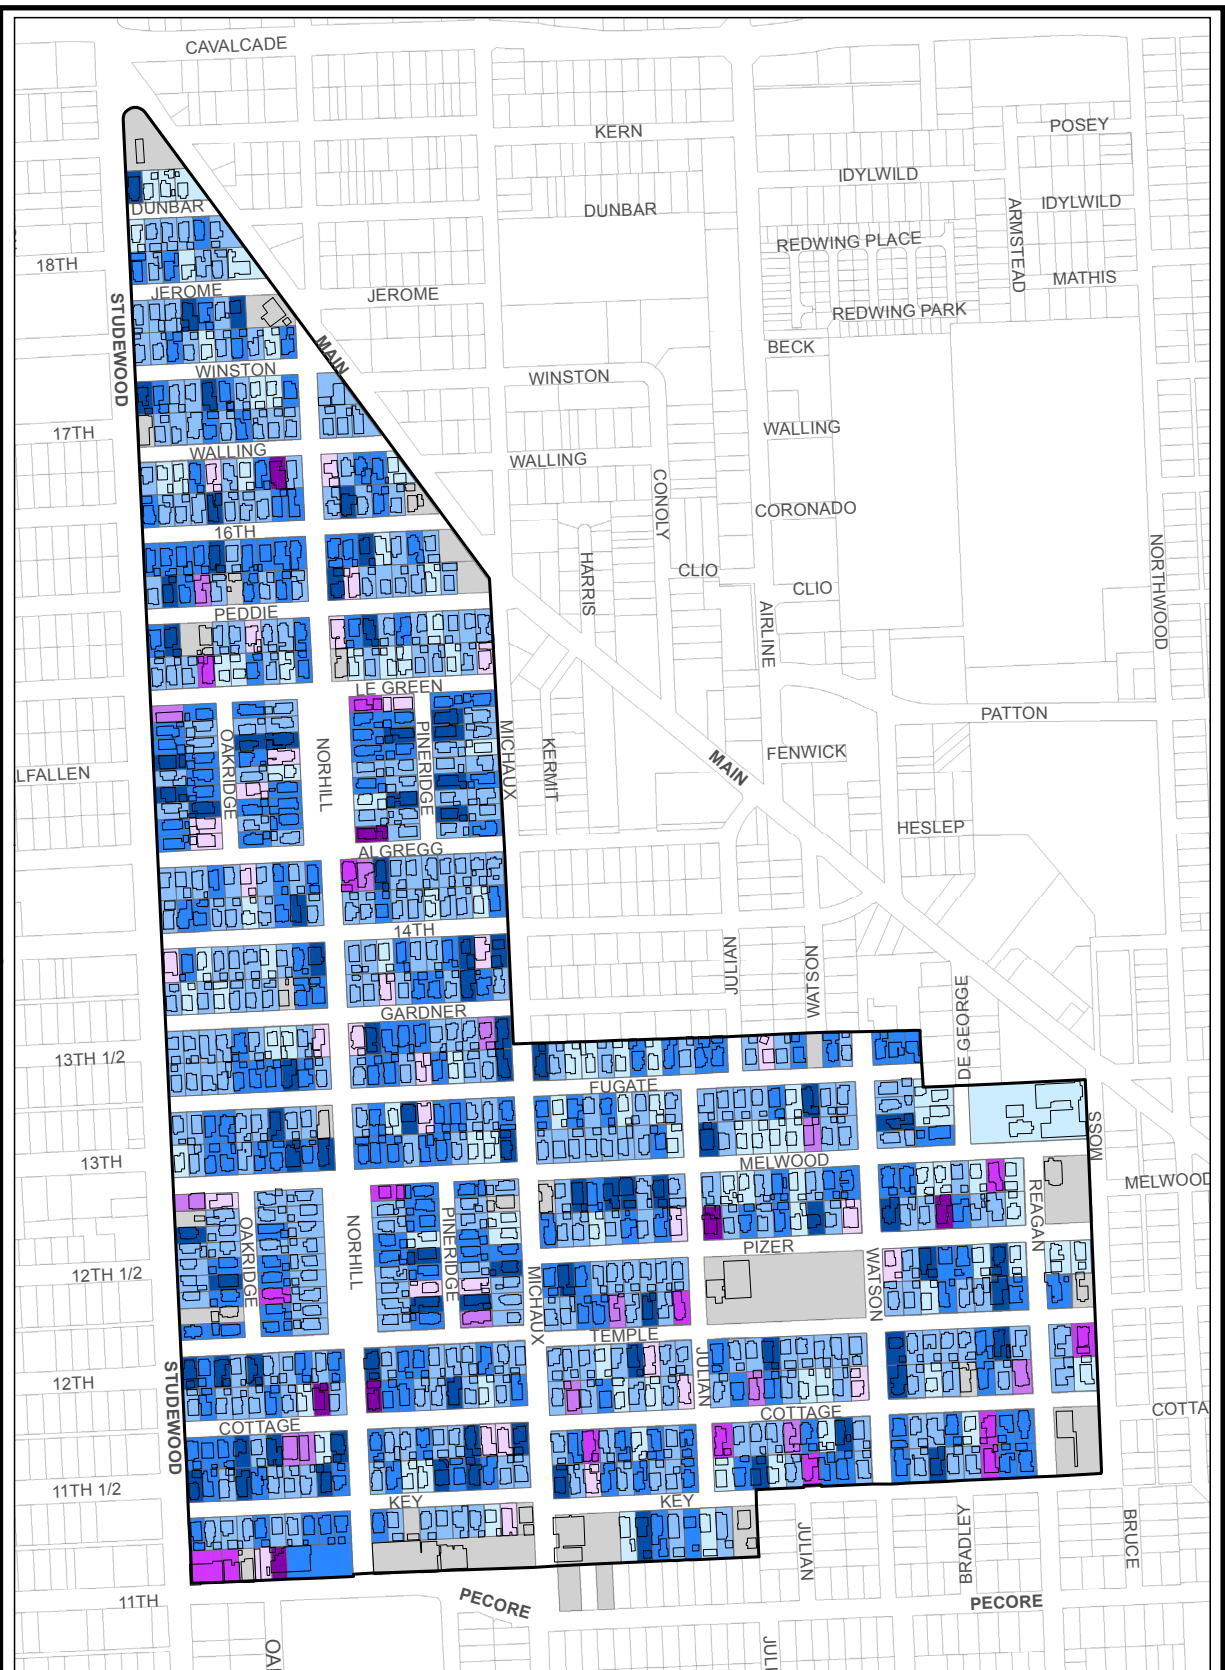 CAVALCADE
KERN
POSEY
IDYLWILD
DUNBAR
DUNBAR
IDYLWILD
ARMSTEAD
REDWING PLACE
18TH
MATHIS
JEROME
JEROME
REDWING PARK
STUDEWOOD
MAIN
BECK
WINSTON
WINSTON
17TH
WALLING
WALLING
WALLING
CONOLY
CORONADO
16TH
NORTHWOOD
HARRIS
CLIO
CLIO
PEDDIE
AIRLINE
LE GREEN
PATTON
OAKRIDGE
NORHILL
PINERIDGE
MICHAUX
KERMIT
FENWICK
MAIN
LFALLEN
HESLEP
ALGREGG
14TH
JULIAN
WATSON
DE GEORGE
GARDNER
13TH 1/2
FUGATE
MOSS
13TH
MELWOOD
MELWOOD
REAGAN
OAKRIDGE
NORHILL
PINERIDGE
PIZER
12TH 1/2
MICHAUX
WATSON
TEMPLE
JULIAN
12TH
STUDEWOOD
COTTAGE
COTTAGE
COTTA
11TH 1/2
KEY
KEY
JULIAN
BRADLEY
BRUCE
11TH
PECORE
PECORE
OA
JULI